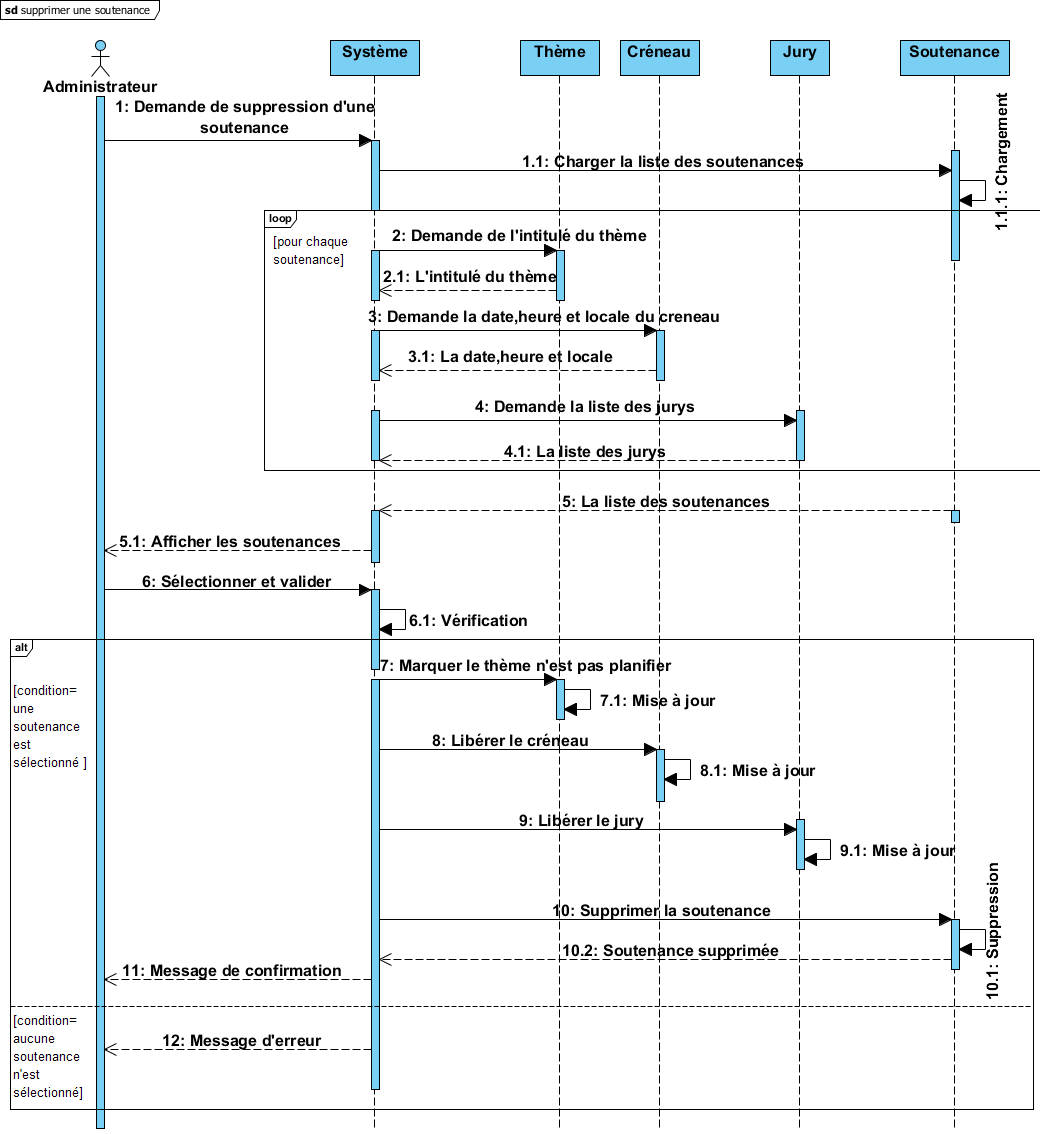 sd supprimer une soutenance
Système
Thème
Créneau
Jury
Soutenance
Administrateur
1: Demande de suppression d'une
soutenance
1.1: Charger la liste des soutenances
1.1.1: Chargement
loop
[pour chaque
soutenance]
2: Demande de l'intitulé du thème
2.1: L'intitulé du thème
3: Demande la date,heure et locale du creneau
3.1: La date,heure et locale
4: Demande la liste des jurys
4.1: La liste des jurys
5: La liste des soutenances
5.1: Afficher les soutenances
6: Sélectionner et valider
6.1: Vérification
alt
[condition=
une
soutenance
est
sélectionné ]
7: Marquer le thème n'est pas planifier
7.1: Mise à jour
8: Libérer le créneau
8.1: Mise à jour
9: Libérer le jury
9.1: Mise à jour
10: Supprimer la soutenance
10.1: Suppression
10.2: Soutenance supprimée
11: Message de confirmation
[condition=
aucune
soutenance
n'est
sélectionné]
12: Message d'erreur